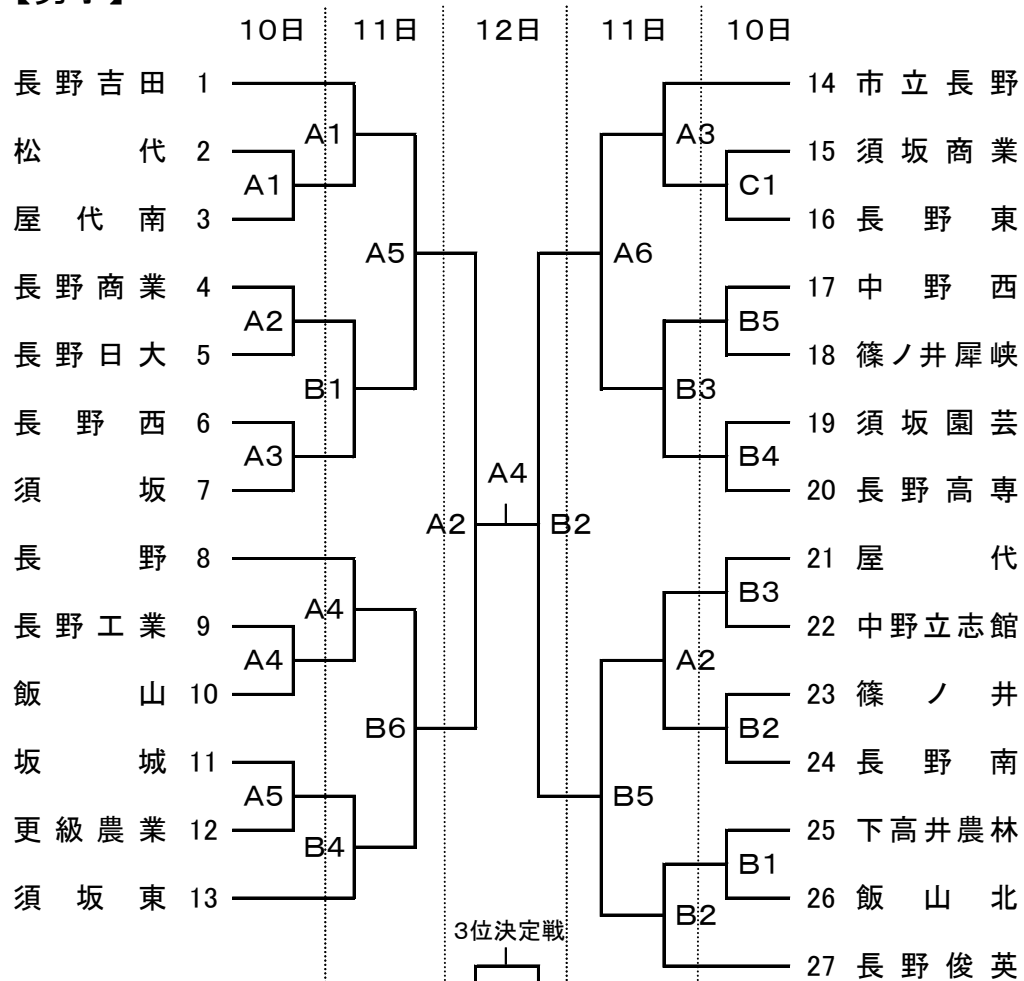 10日 11日 12日 11日 10日
長野吉田 1
松代 2
屋代南 3
長野商業 4
長野日大 5
長野西 6
須坂 7
長野 8
長野工業 9
飯山 10
坂城 11
更級農業 12
須坂東 13
A1
A2
A3
A4
A5
A1
B1
A4
B4
A5
B6
A2
A4
B2
3位決定戦
A6
B5
A3
B3
A2
B2
C1
B5
B4
B3
B2
B1
14 市立長野
15 須坂商業
16 長野東
17 中野西
18 篠ノ井犀峡
19 須坂園芸
20 長野高専
21 屋代
22 中野立志館
23 篠ノ井
24 長野南
25 下高井農林
26 飯山北
27 長野俊英